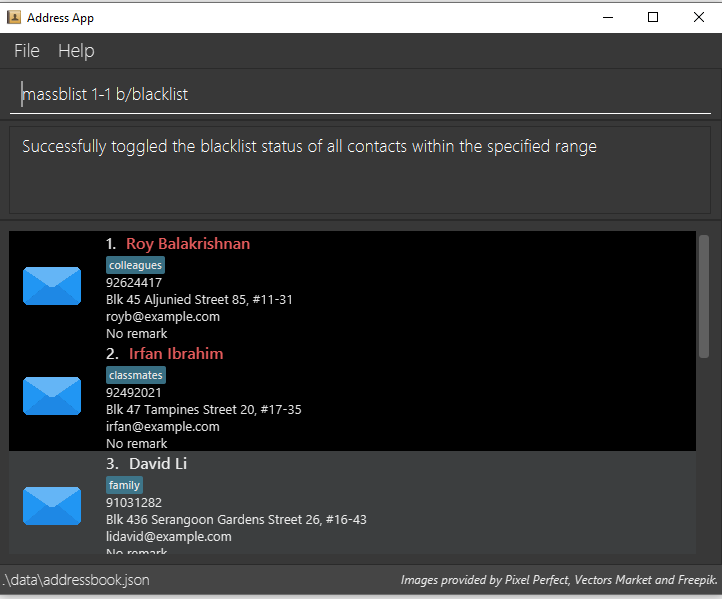 Address App
File Help
massblist 1-1 b/blacklist
Successfully toggled the blacklist status of all contacts within the specified range
1. Roy Balakrishnan
colleagues
92624417
Blk 45 Aljunied Street 85, #11-31
royb@example.com
No remark
2. Irfan Ibrahim
classmates
92492021
Blk 47 Tampines Street 20, #17-35
irfan@example.com
No remark
3. David Li
family
91031282
Blk 436 Serangoon Gardens Street 26, #16-43
lidavid@example.com
No remark
.\data\addressbook.json
Images provided by Pixel Perfect, Vectors Market and Freepik.